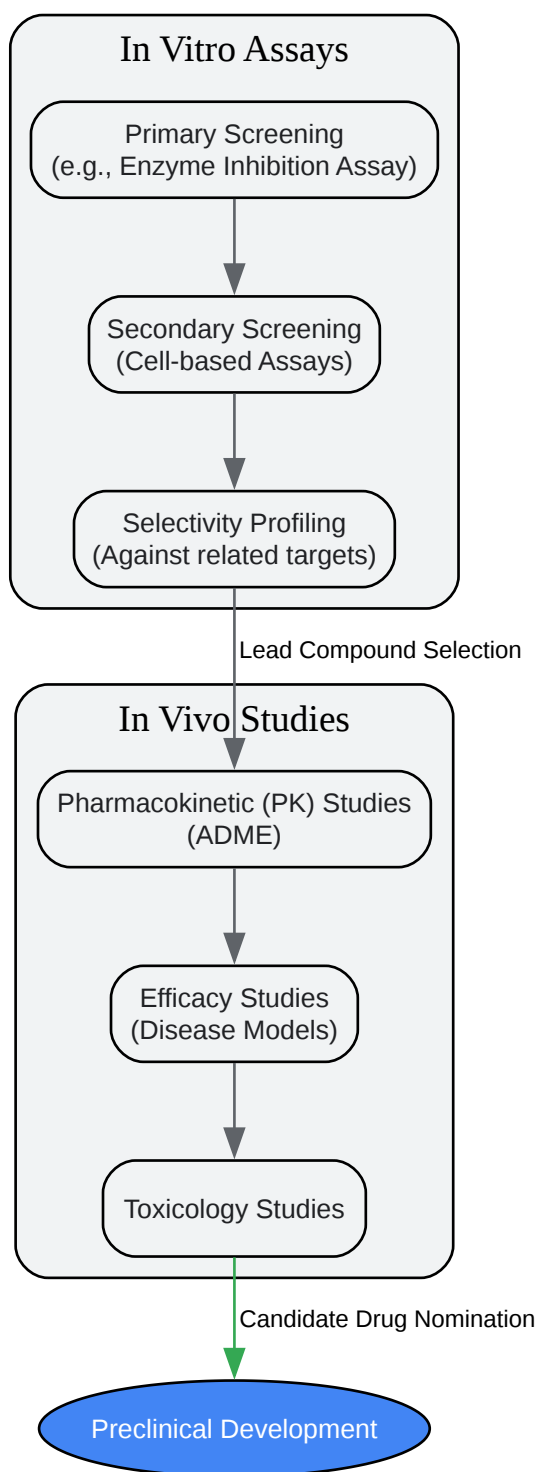 In Vitro Assays
Primary Screening
(e.g., Enzyme Inhibition Assay)
Secondary Screening
(Cell-based Assays)
Selectivity Profiling
(Against related targets)
Lead Compound Selection
In Vivo Studies
Pharmacokinetic (PK) Studies
(ADME)
Efficacy Studies
(Disease Models)
Toxicology Studies
Candidate Drug Nomination
Preclinical Development